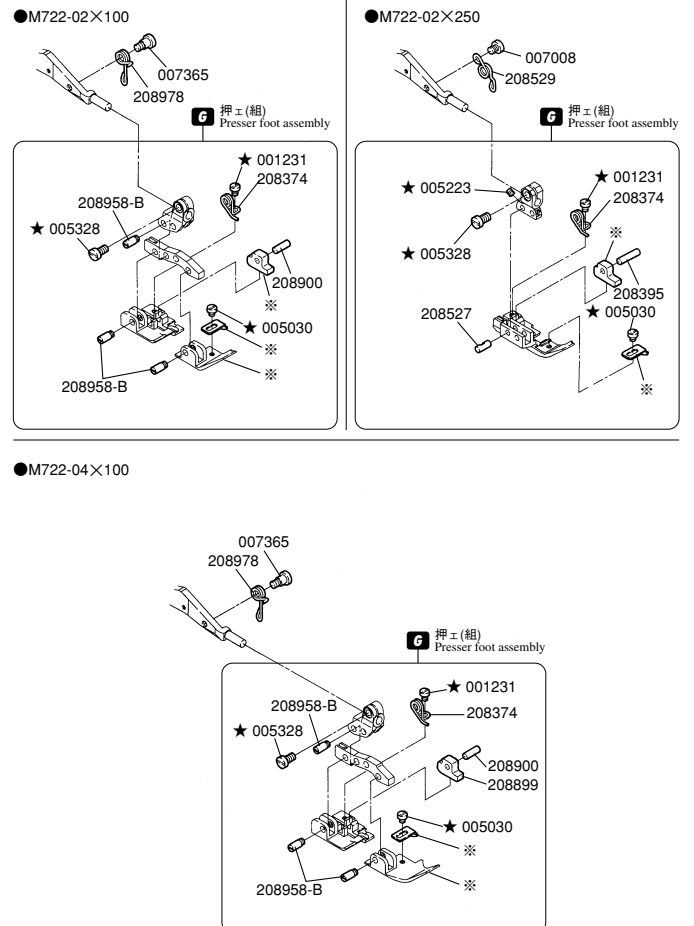 ●M722-02×100
007365
208978
G 押ェ(組)
Presser foot assembly
★ 001231
208374
208958-B
★ 005328
208900
※
★ 005030
※
※
208958-B
●M722-02×250
007008
208529
G 押ェ(組)
Presser foot assembly
★ 001231
208374
★ 005223
※
★ 005328
208395
★ 005030
208527
※
●M722-04×100
007365
208978
G 押ェ(組)
Presser foot assembly
★ 001231
208958-B
208374
★ 005328
208900
208899
★ 005030
※
※
208958-B